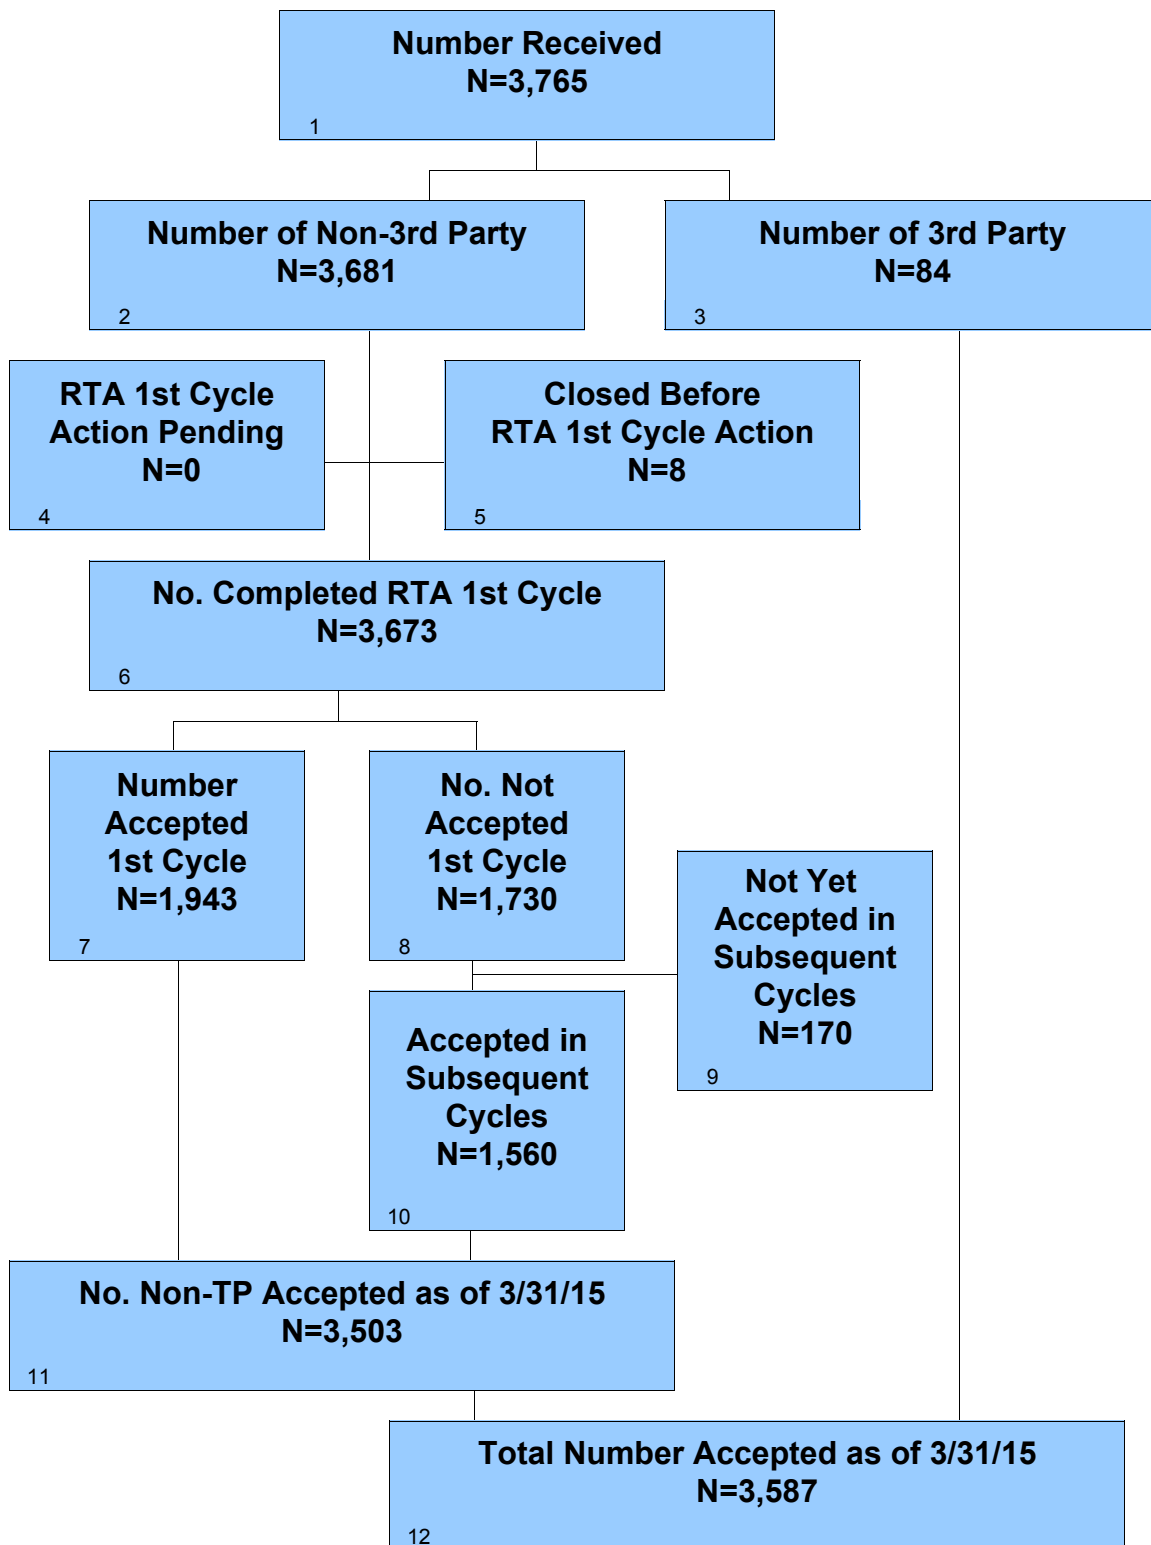 Number Received
N=3,765
1
Number of Non-3rd Party
N=3,681
2
Number of 3rd Party
N=84
3
RTA 1st Cycle
Action Pending
N=0
4
Closed Before
RTA 1st Cycle Action
N=8
5
No. Completed RTA 1st Cycle
N=3,673
6
Number
Accepted
1st Cycle
N=1,943
7
No. Not
Accepted
1st Cycle
N=1,730
8
Not Yet
Accepted in
Subsequent
Cycles
N=170
9
Accepted in
Subsequent
Cycles
N=1,560
10
No. Non-TP Accepted as of 3/31/15
N=3,503
11
Total Number Accepted as of 3/31/15
N=3,587
12